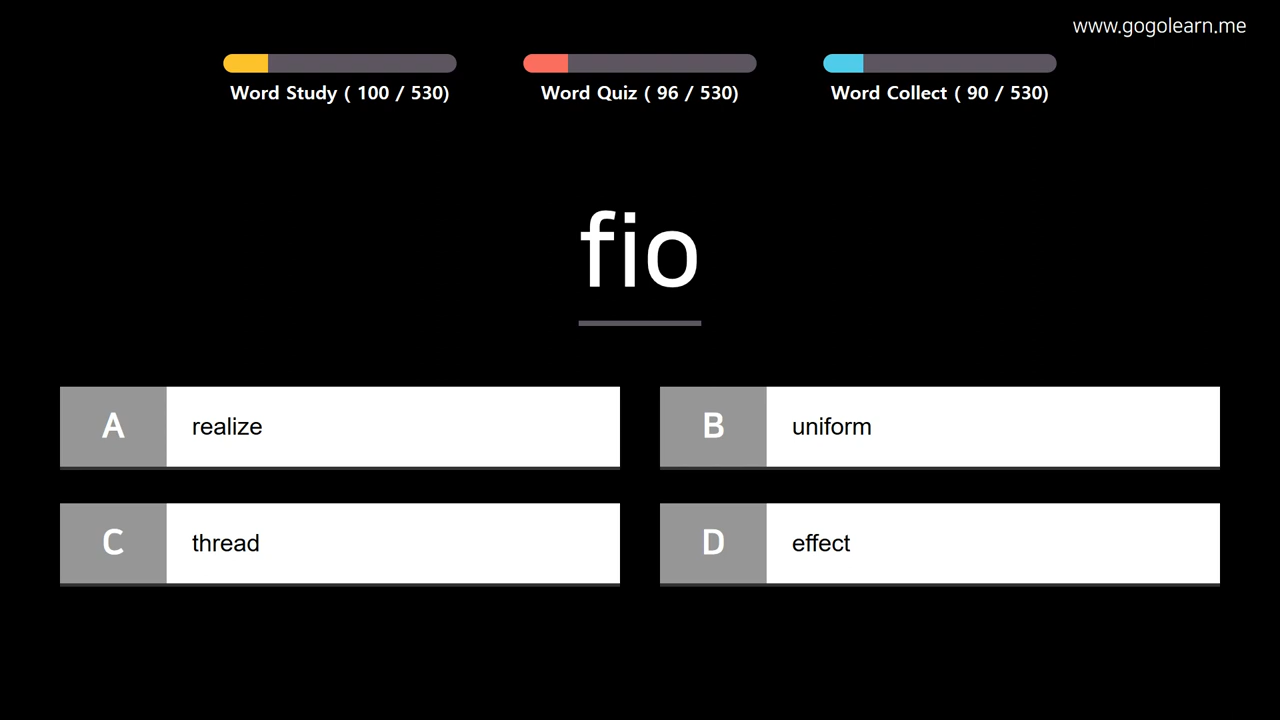 www.gogolearn.me
Word Study ( 100 / 530)
Word Quiz ( 96 / 530)
Word Collect ( 90 / 530)
fio
A realize
B uniform
C thread
D effect